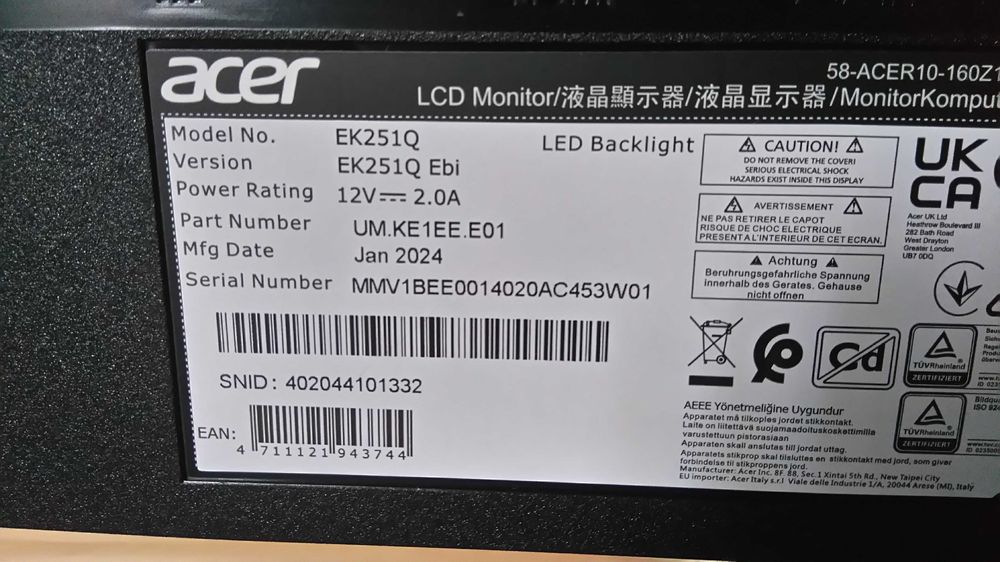 acer
58-ACER10-160Z1
LCD Monitor/液晶顯示器/液晶显示器/MonitorKomput
Model No. EK251Q LED Backlight
Version EK251Q Ebi
Power Rating 12V⎓ 2.0A
Part Number UM.KE1EE.E01
Mfg Date Jan 2024
Serial Number MMV1BEE0014020AC453W01
SNID: 402044101332
EAN:
4 711121 943744
CAUTION!
DO NOT REMOVE THE COVER!
SERIOUS ELECTRICAL SHOCK
HAZARDS EXIST INSIDE THIS DISPLAY
AVERTISSEMENT
NE PAS RETIRER LE CAPOT
RISQUE DE CHOC ELECTRIQUE
PRESENT A L'INTERIEUR DE CET ECRAN.
Achtung
Berurungsgefahrliche Spannung
innerhalb des Gerates. Gehause
nicht offnen
UK
CA
Acer UK Ltd
Heathrow Boulevard III
282 Bath Road
West Drayton
Greater London
UB7 0DQ
Cd
TÜVRheinland
ZERTIFIZIERT
TÜVRheinland
ZERTIFIZIERT
AEEE Yönetmeliğine Uygundur
Apparatet må tilkoples jordet stikkontakt.
Laite on liitettävä suojamaadoituskoskettimilla
varustettuun pistorasiaan
Apparaten skall anslutas till jordat uttag.
Apparatets stikprop skal tilsluttes en stikkontakt med jord, som giver
forbindelse til stikproppens jord.
Manufacturer: Acer Inc. 8F. 88, Sec.1 Xintai 5th Rd., New Taipei City
EU importer: Acer Italy s.r.l Viale delle Industrie 1/A, 20044 Arese (MI), Italy